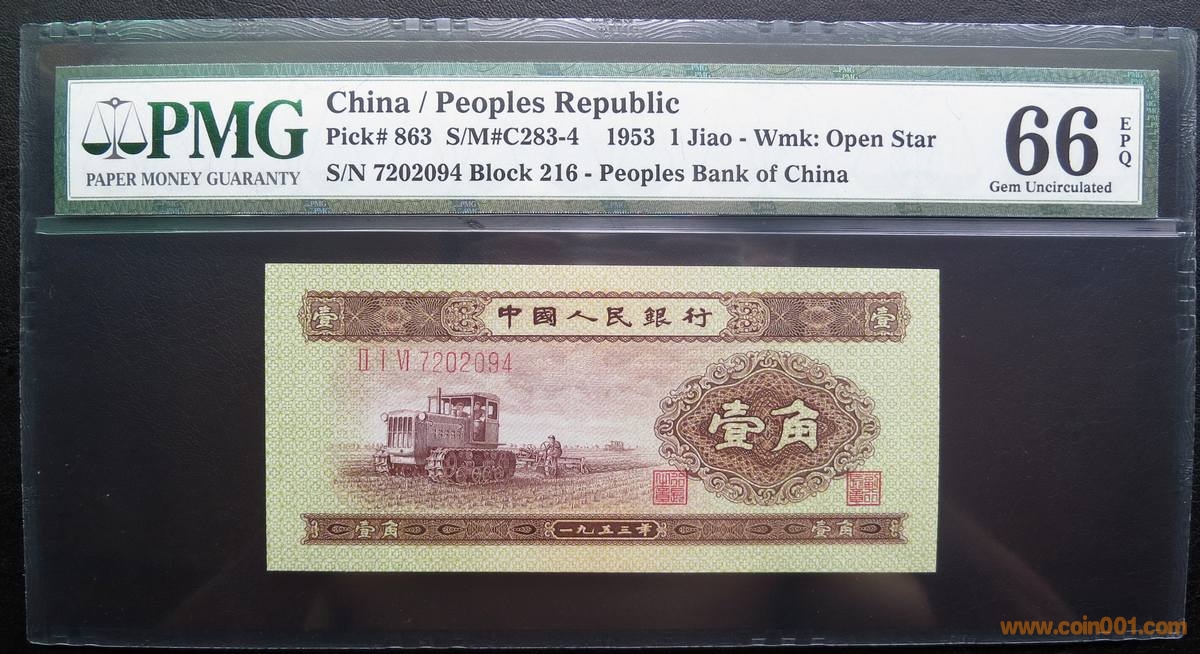 PMG
PAPER MONEY GUARANTY
China / Peoples Republic
Pick# 863 S/M#C283-4 1953 1 Jiao - Wmk: Open Star
S/N 7202094 Block 216 - Peoples Bank of China
66
EPQ
Gem Uncirculated
壹 中國人民銀行 壹
II I VI 7202094
壹角
壹角 一九五三年 壹角
www.coin001.com